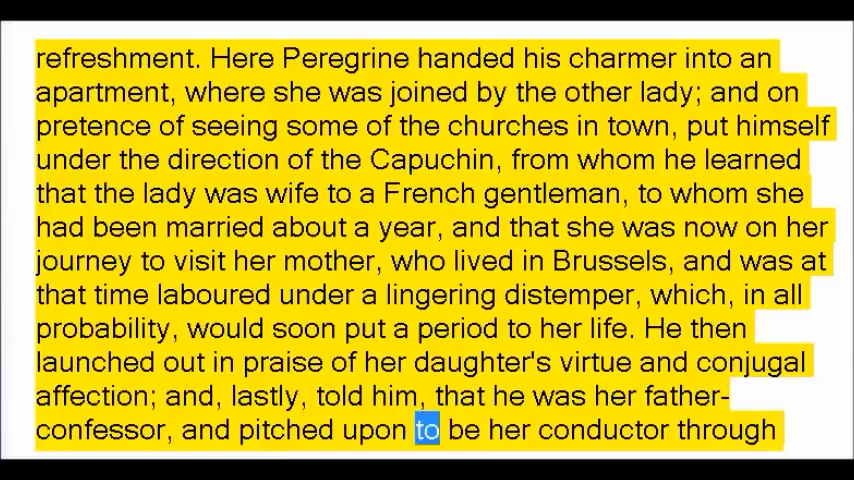 refreshment. Here Peregrine handed his charmer into an
apartment, where she was joined by the other lady; and on
pretence of seeing some of the churches in town, put himself
under the direction of the Capuchin, from whom he learned
that the lady was wife to a French gentleman, to whom she
had been married about a year, and that she was now on her
journey to visit her mother, who lived in Brussels, and was at
that time laboured under a lingering distemper, which, in all
probability, would soon put a period to her life. He then
launched out in praise of her daughter's virtue and conjugal
affection; and, lastly, told him, that he was her father-
confessor, and pitched upon to be her conductor through